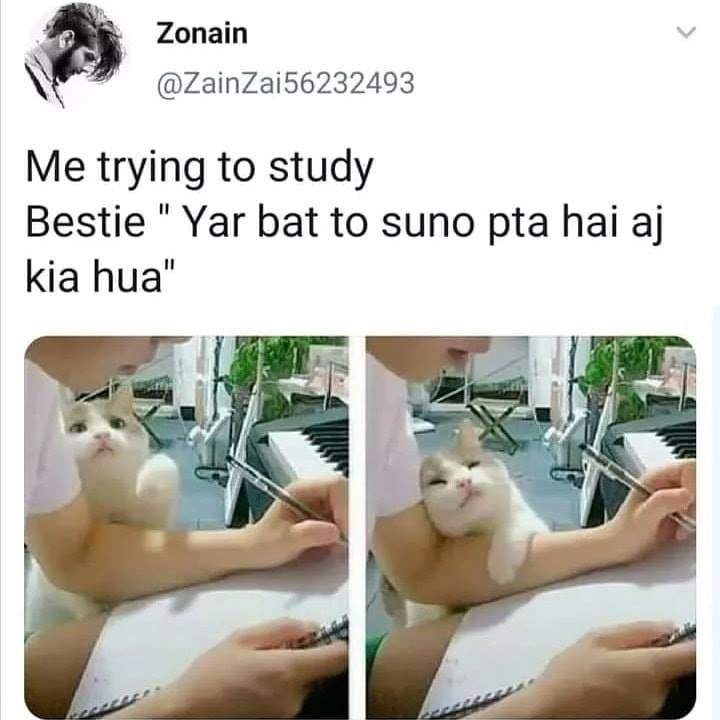 Zonain
@ZainZai56232493
Me trying to study
Bestie " Yar bat to suno pta hai aj
kia hua"